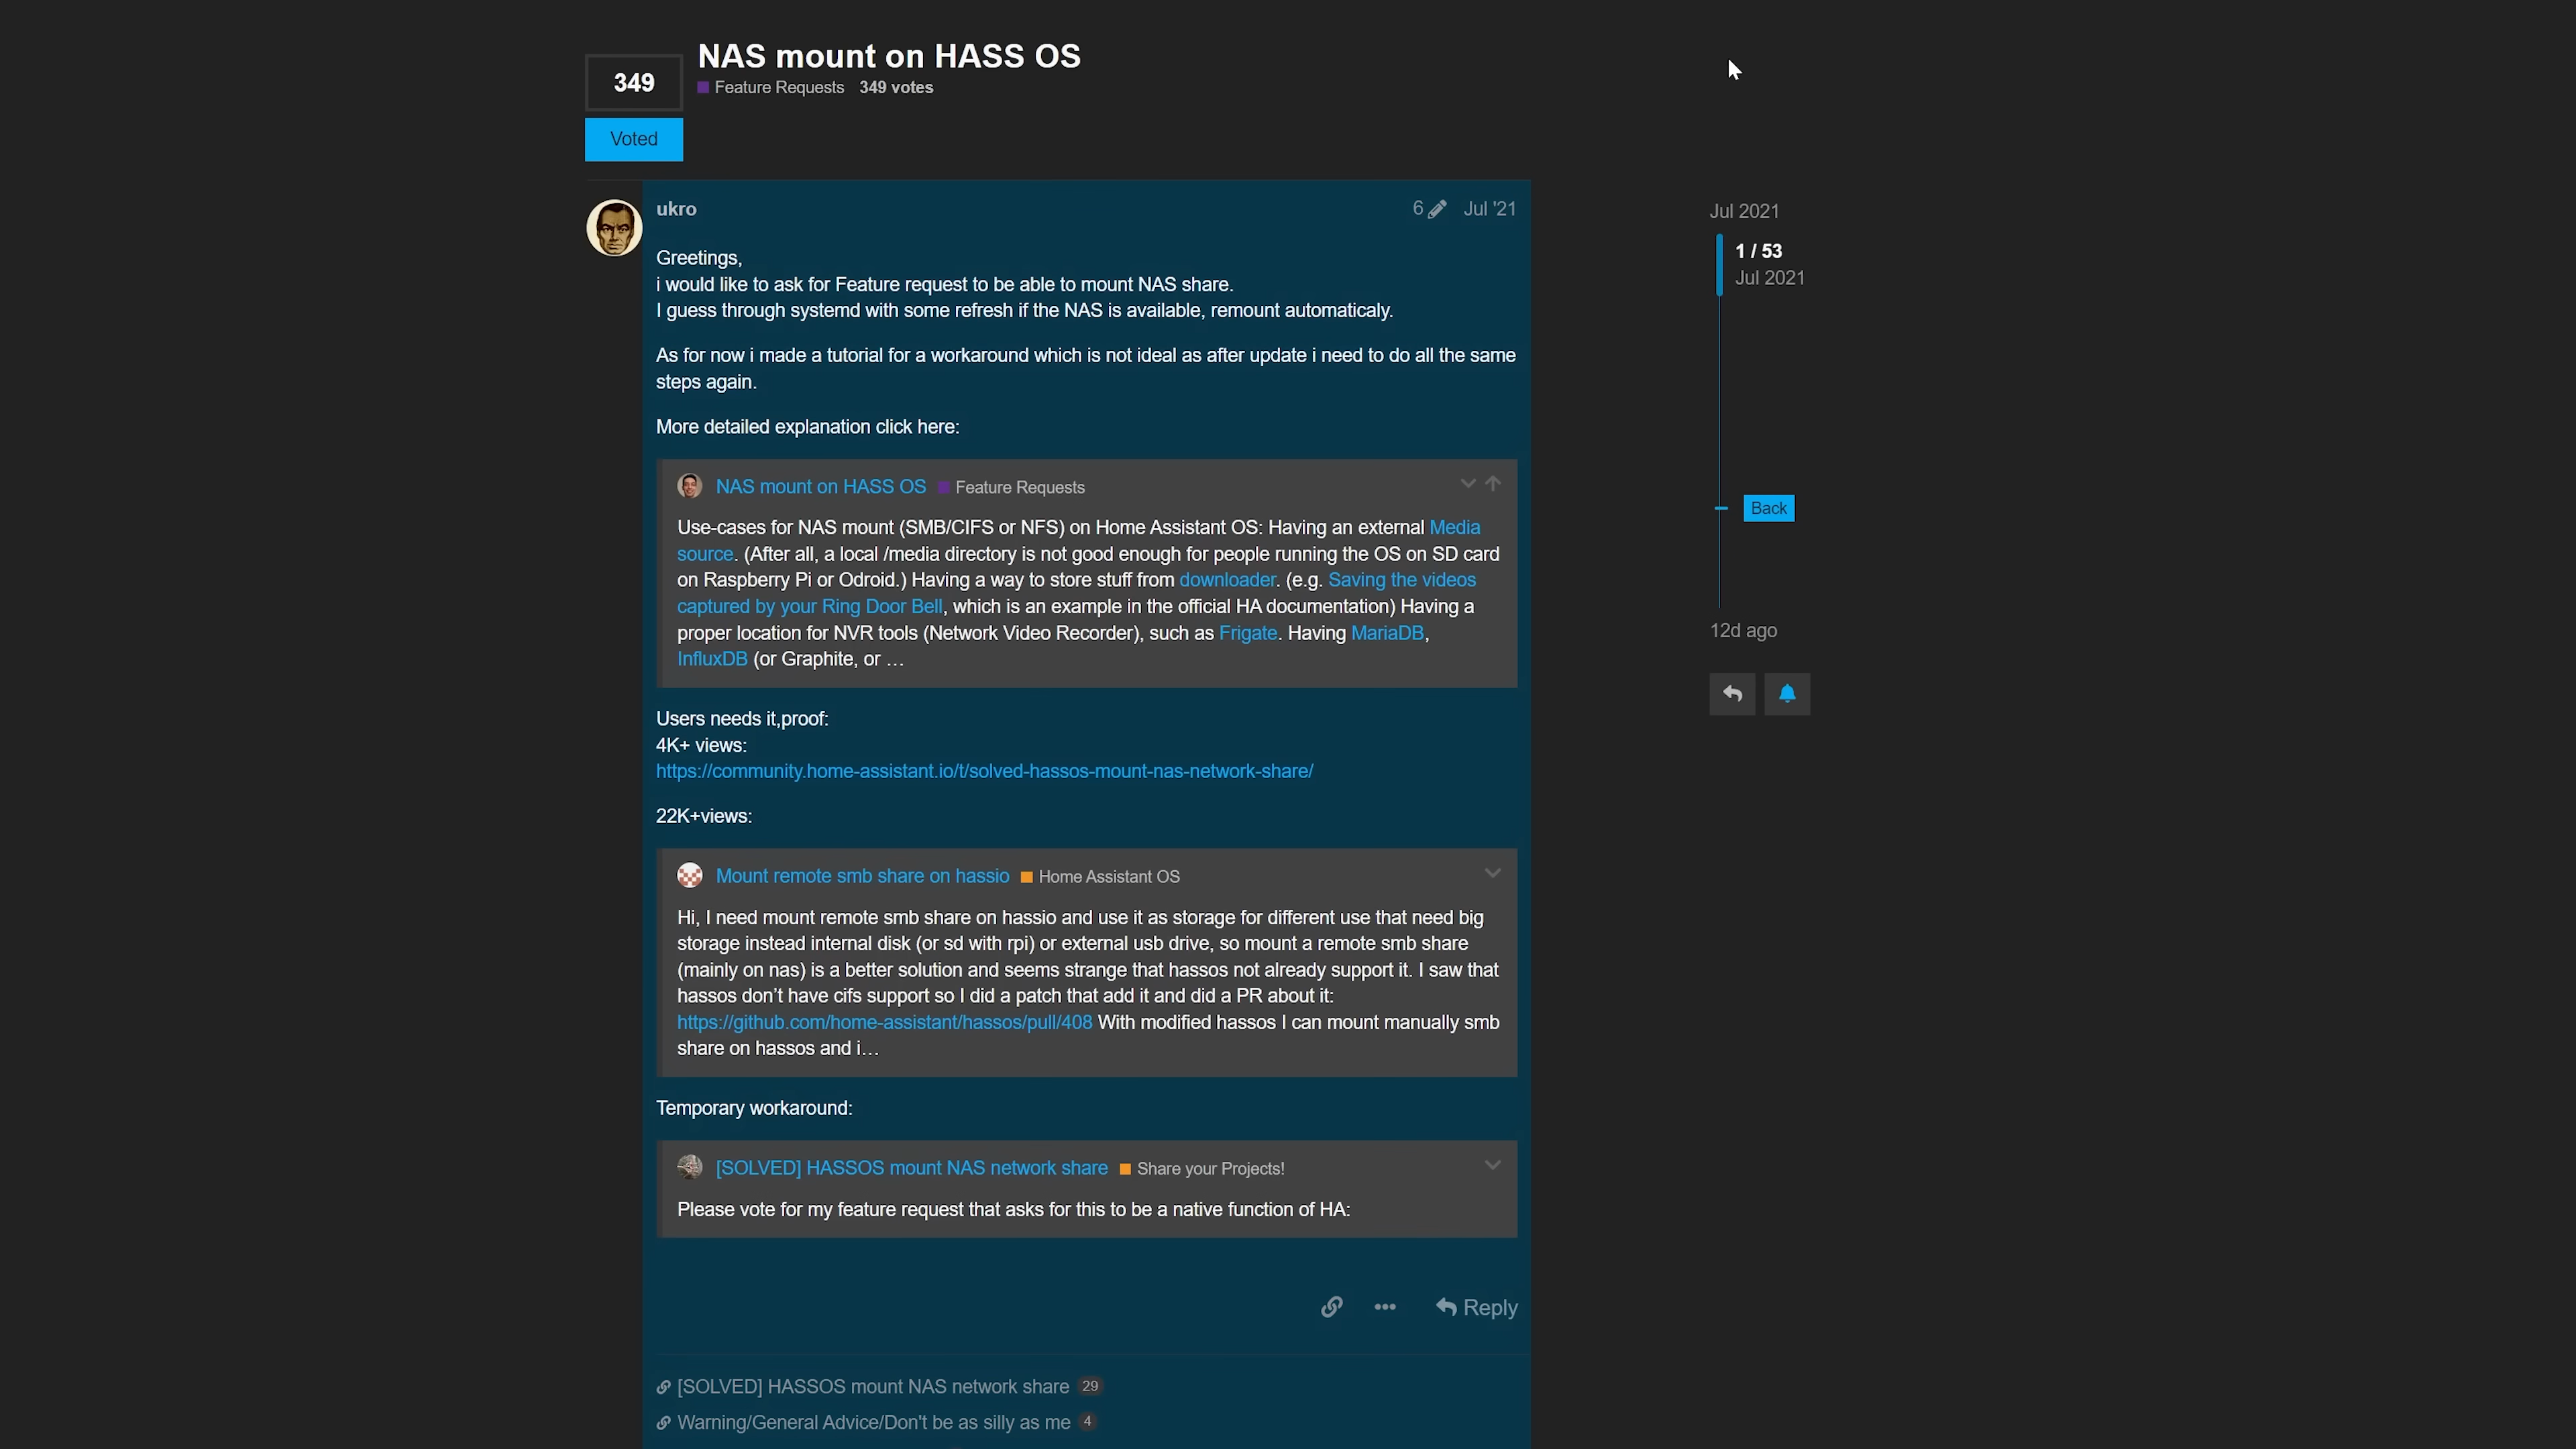 NAS mount on HASS OS
349
Feature Requests 349 votes
Voted
ukro
6 Jul '21
Greetings,
i would like to ask for Feature request to be able to mount NAS share.
I guess through systemd with some refresh if the NAS is available, remount automaticaly.
As for now i made a tutorial for a workaround which is not ideal as after update i need to do all the same
steps again.
More detailed explanation click here:
NAS mount on HASS OS Feature Requests
Use-cases for NAS mount (SMB/CIFS or NFS) on Home Assistant OS: Having an external Media
source. (After all, a local /media directory is not good enough for people running the OS on SD card
on Raspberry Pi or Odroid.) Having a way to store stuff from downloader. (e.g. Saving the videos
captured by your Ring Door Bell, which is an example in the official HA documentation) Having a
proper location for NVR tools (Network Video Recorder), such as Frigate. Having MariaDB,
InfluxDB (or Graphite, or …
Users needs it,proof:
4K+ views:
https://community.home-assistant.io/t/solved-hassos-mount-nas-network-share/
22K+views:
Mount remote smb share on hassio Home Assistant OS
Hi, I need mount remote smb share on hassio and use it as storage for different use that need big
storage instead internal disk (or sd with rpi) or external usb drive, so mount a remote smb share
(mainly on nas) is a better solution and seems strange that hassos not already support it. I saw that
hassos don’t have cifs support so I did a patch that add it and did a PR about it:
https://github.com/home-assistant/hassos/pull/408 With modified hassos I can mount manually smb
share on hassos and i…
Temporary workaround:
[SOLVED] HASSOS mount NAS network share Share your Projects!
Please vote for my feature request that asks for this to be a native function of HA:
Reply
[SOLVED] HASSOS mount NAS network share 29
Warning/General Advice/Don't be as silly as me 4
Jul 2021
1 / 53
Jul 2021
Back
12d ago